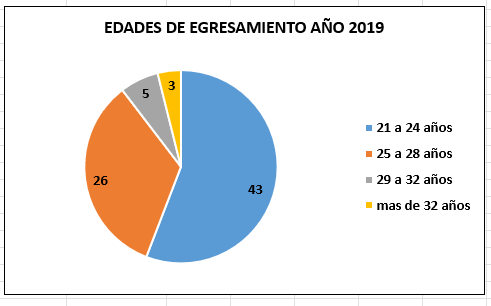 EDADES DE EGRESAMIENTO AÑO 2019
3
5
26
43
21 a 24 años
25 a 28 años
29 a 32 años
mas de 32 años